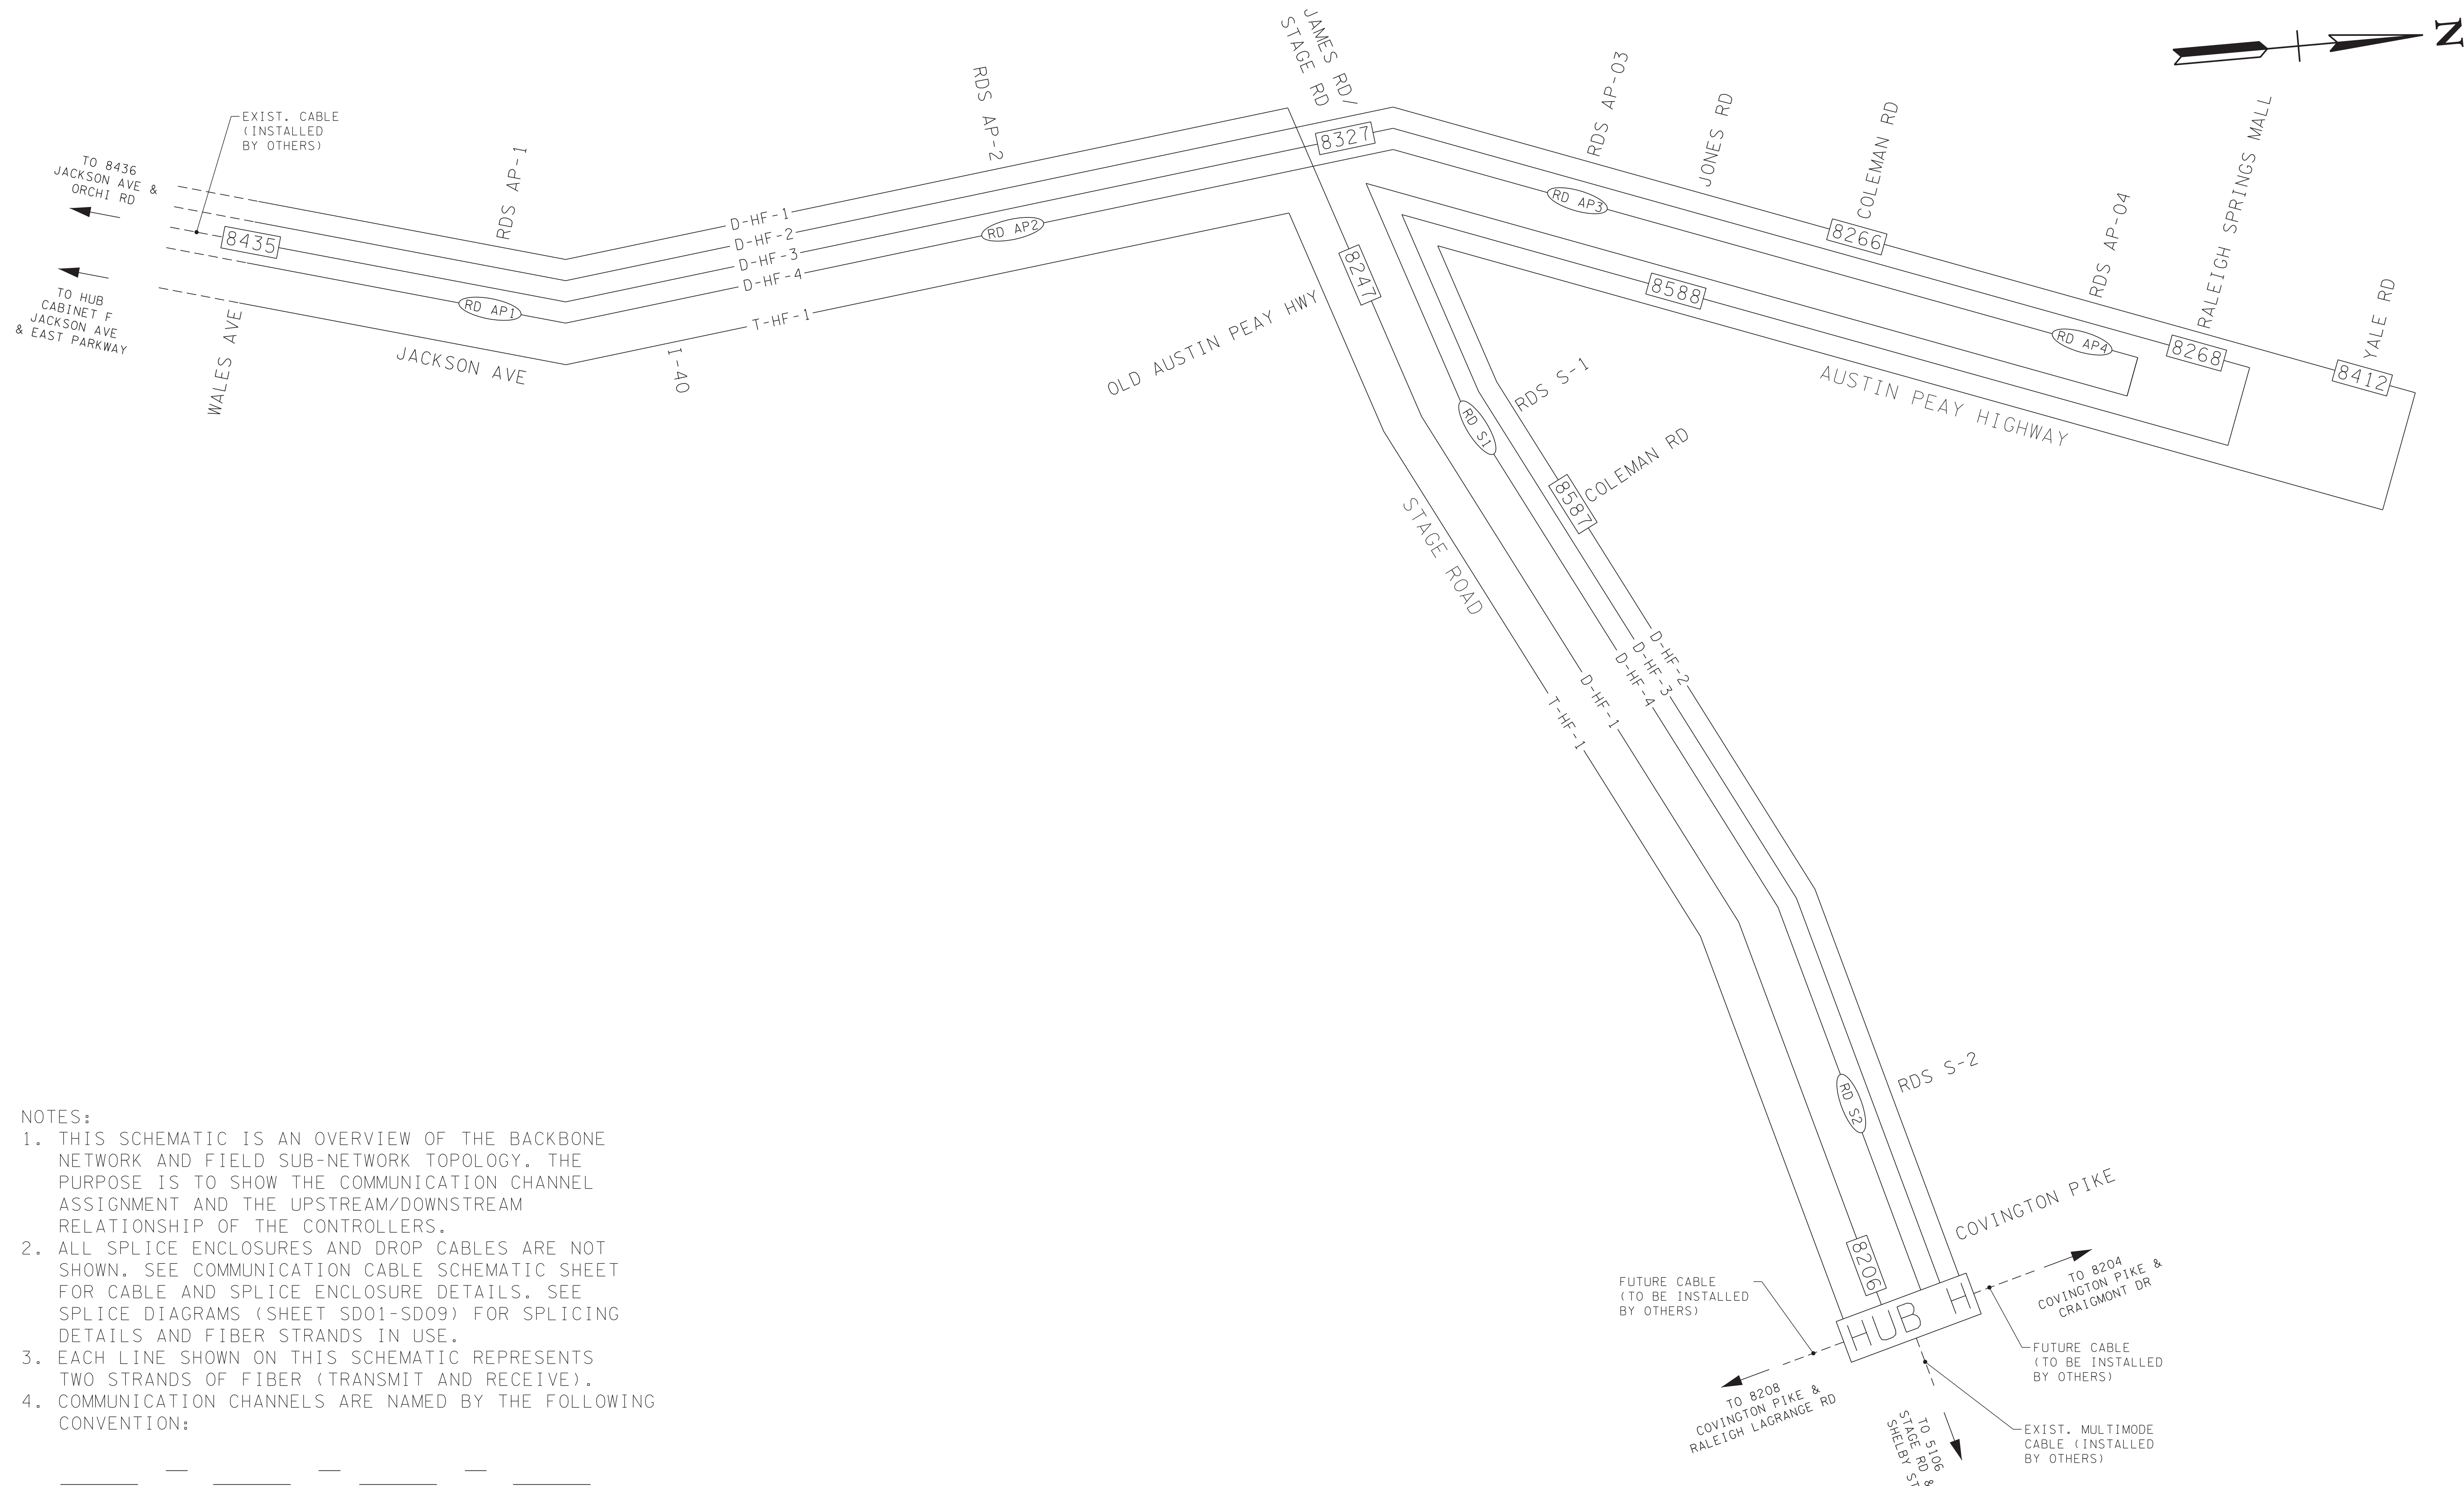 N
JAMES RD/
STAGE RD
RDS AP-03
JONES RD
COLEMAN RD
RALEIGH SPRINGS MALL
RDS AP-2
EXIST. CABLE
(INSTALLED
BY OTHERS)
RDS AP-1
TO 8436
JACKSON AVE &
ORCHI RD
8435
8327
RD AP3
8266
RDS AP-04
YALE RD
D-HF-1
D-HF-2
D-HF-3
D-HF-4
RD AP2
RD AP1
T-HF-1
8247
8588
RD AP4
8268
8412
TO HUB
CABINET F
JACKSON AVE
& EAST PARKWAY
WALES AVE
JACKSON AVE
I-40
OLD AUSTIN PEAY HWY
AUSTIN PEAY HIGHWAY
RDS S-1
RD S1
COLEMAN RD
8587
STAGE ROAD
D-HF-2
D-HF-3
D-HF-4
D-HF-1
T-HF-1
RDS S-2
RD S2
COVINGTON PIKE
8206
HUB H
TO 8204
COVINGTON PIKE &
CRAIGMONT DR
FUTURE CABLE
(TO BE INSTALLED
BY OTHERS)
FUTURE CABLE
(TO BE INSTALLED
BY OTHERS)
TO 8208
COVINGTON PIKE &
RALEIGH LAGRANGE RD
TO 5106
STAGE RD &
SHELBY ST
EXIST. MULTIMODE
CABLE (INSTALLED
BY OTHERS)
NOTES:
1. THIS SCHEMATIC IS AN OVERVIEW OF THE BACKBONE
NETWORK AND FIELD SUB-NETWORK TOPOLOGY. THE
PURPOSE IS TO SHOW THE COMMUNICATION CHANNEL
ASSIGNMENT AND THE UPSTREAM/DOWNSTREAM
RELATIONSHIP OF THE CONTROLLERS.
2. ALL SPLICE ENCLOSURES AND DROP CABLES ARE NOT
SHOWN. SEE COMMUNICATION CABLE SCHEMATIC SHEET
FOR CABLE AND SPLICE ENCLOSURE DETAILS. SEE
SPLICE DIAGRAMS (SHEET SD01-SD09) FOR SPLICING
DETAILS AND FIBER STRANDS IN USE.
3. EACH LINE SHOWN ON THIS SCHEMATIC REPRESENTS
TWO STRANDS OF FIBER (TRANSMIT AND RECEIVE).
4. COMMUNICATION CHANNELS ARE NAMED BY THE FOLLOWING
CONVENTION: